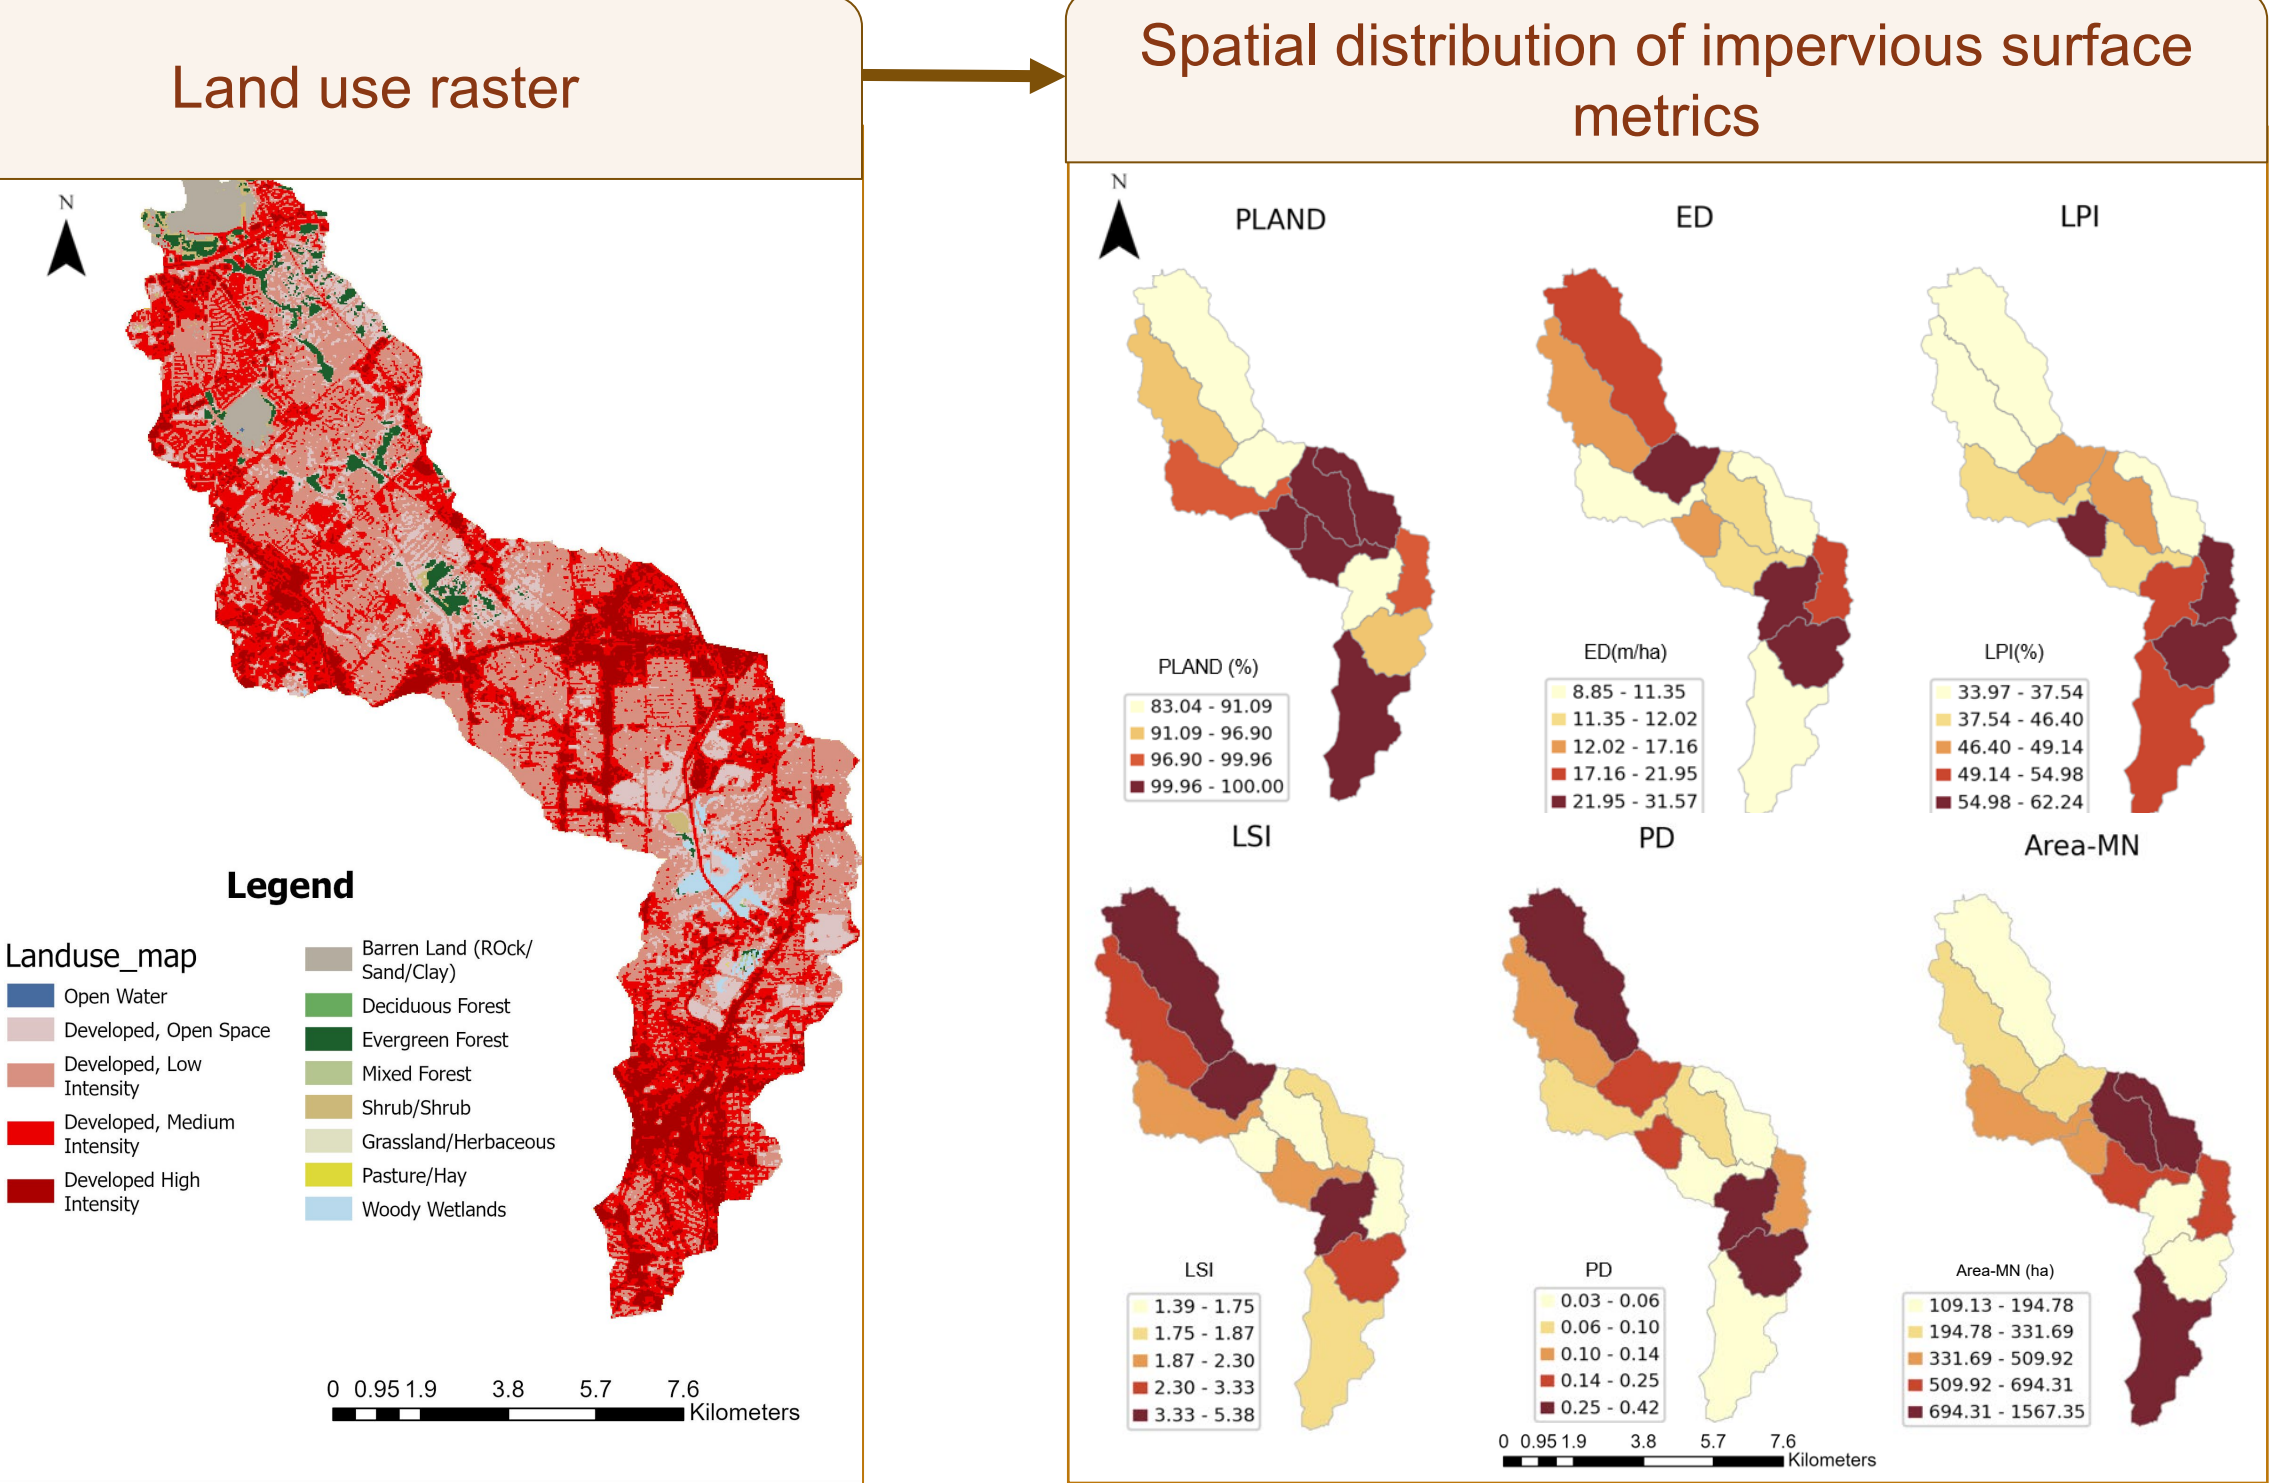 Land use raster
Spatial distribution of impervious surface
metrics
N
Legend
Landuse_map
Open Water
Developed, Open Space
Developed, Low
Intensity
Developed, Medium
Intensity
Developed High
Intensity
Barren Land (ROck/
Sand/Clay)
Deciduous Forest
Evergreen Forest
Mixed Forest
Shrub/Shrub
Grassland/Herbaceous
Pasture/Hay
Woody Wetlands
0 0.95 1.9 3.8 5.7 7.6
Kilometers
N
PLAND
PLAND (%)
83.04 - 91.09
91.09 - 96.90
96.90 - 99.96
99.96 - 100.00
ED
ED(m/ha)
8.85 - 11.35
11.35 - 12.02
12.02 - 17.16
17.16 - 21.95
21.95 - 31.57
LPI
LPI(%)
33.97 - 37.54
37.54 - 46.40
46.40 - 49.14
49.14 - 54.98
54.98 - 62.24
LSI
LSI
1.39 - 1.75
1.75 - 1.87
1.87 - 2.30
2.30 - 3.33
3.33 - 5.38
PD
PD
0.03 - 0.06
0.06 - 0.10
0.10 - 0.14
0.14 - 0.25
0.25 - 0.42
Area-MN
Area-MN (ha)
109.13 - 194.78
194.78 - 331.69
331.69 - 509.92
509.92 - 694.31
694.31 - 1567.35
0 0.95 1.9 3.8 5.7 7.6
Kilometers